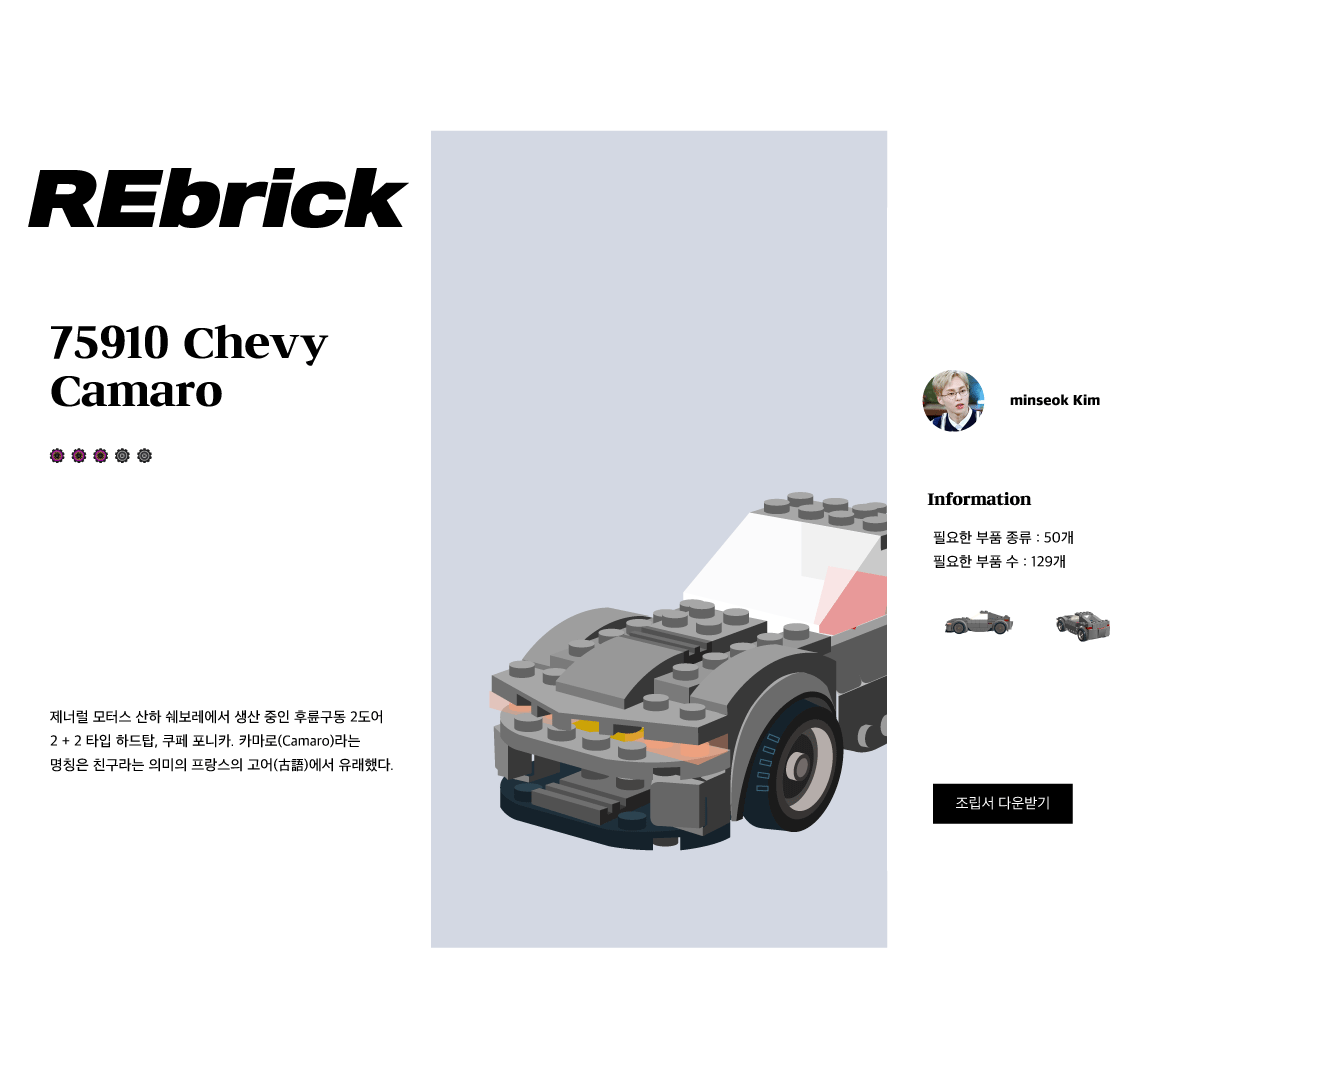 REbrick
75910 Chevy
Camaro
제너럴 모터스 산하 쉐보레에서 생산 중인 후륜구동 2도어
2 + 2 타입 하드탑, 쿠페 포니카. 카마로(Camaro)라는
명칭은 친구라는 의미의 프랑스의 고어(古語)에서 유래했다.
minseok Kim
Information
필요한 부품 종류 : 50개
필요한 부품 수 : 129개
조립서 다운받기